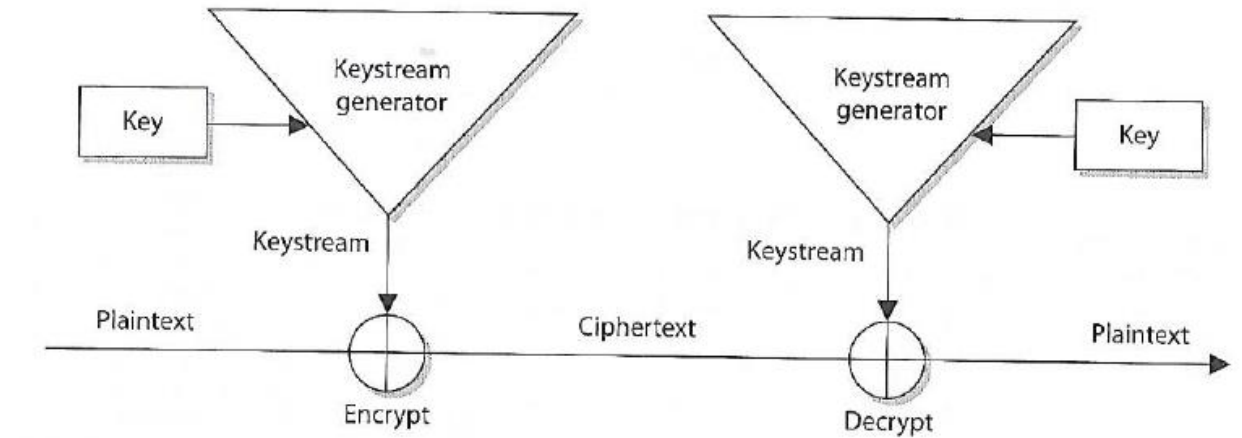 Keystream
generator
Key
Keystream
generator
Key
Keystream
Keystream
Plaintext
Ciphertext
Plaintext
Encrypt
Decrypt